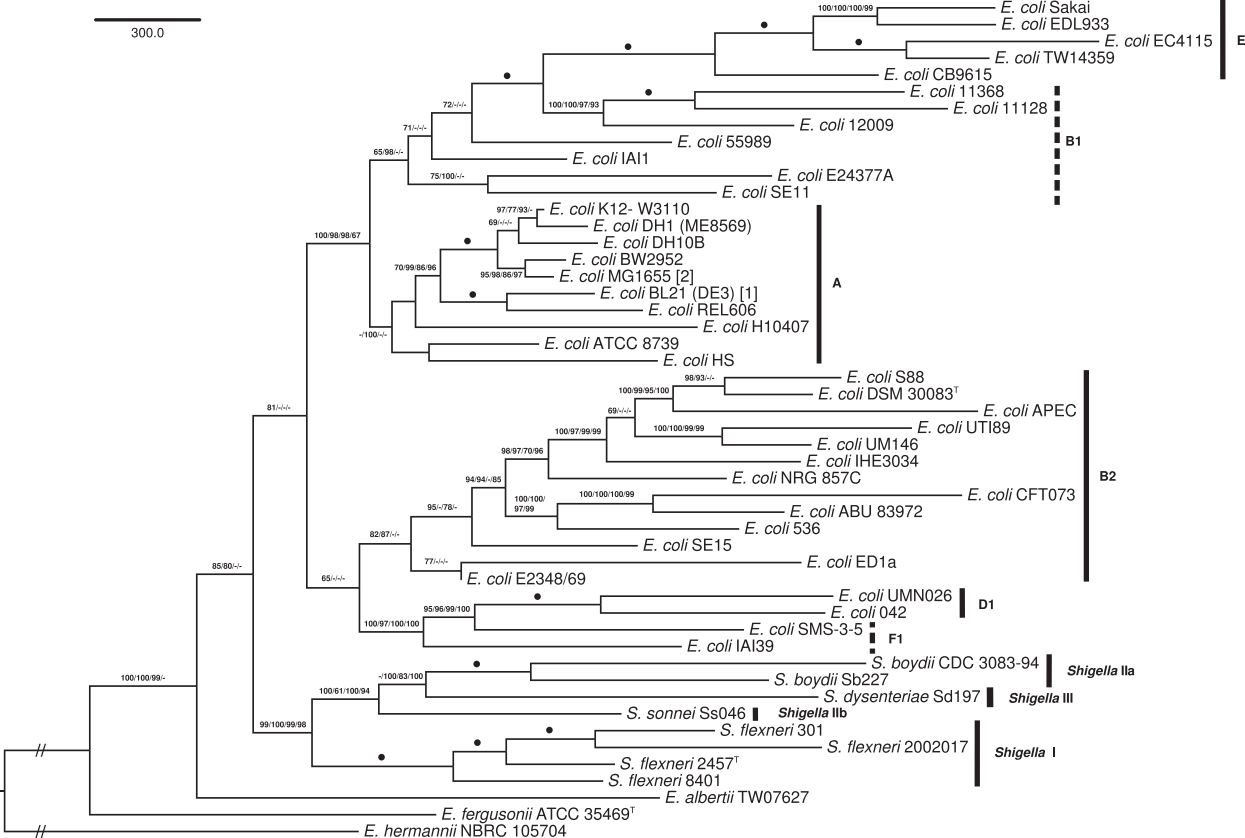 300.0
100/100/100/99
E. coli Sakai
E. coli EDL933
E. coli EC4115
E
E. coli TW14359
E. coli CB9615
E. coli 11368
72/-/-/-
100/100/97/93
E. coli 11128
E. coli 12009
71/-/-/-
E. coli 55989
B1
65/98/-/-
E. coli IAI1
75/100/-/-
E. coli E24377A
E. coli SE11
97/77/93/-
E. coli K12- W3110
69/-/-/-
E. coli DH1 (ME8569)
100/98/98/67
E. coli DH10B
E. coli BW2952
70/99/86/96
95/98/86/97
E. coli MG1655 [2]
A
E. coli BL21 (DE3) [1]
E. coli REL606
E. coli H10407
-/100/-/-
E. coli ATCC 8739
E. coli HS
98/93/-/-
E. coli S88
100/99/95/100
E. coli DSM 30083T
81/-/-/-
69/-/-/-
E. coli APEC
100/97/99/99
100/100/99/99
E. coli UTI89
E. coli UM146
98/97/70/96
E. coli IHE3034
94/94/-/85
E. coli NRG 857C
B2
100/100/100/99
E. coli CFT073
100/100/
97/99
95/-/78/-
E. coli ABU 83972
E. coli 536
82/87/-/-
E. coli SE15
77/-/-/-
E. coli ED1a
85/80/-/-
65/-/-/-
E. coli E2348/69
E. coli UMN026
D1
95/96/99/100
E. coli 042
100/97/100/100
E. coli SMS-3-5
F1
E. coli IAI39
S. boydii CDC 3083-94
Shigella IIa
-/100/83/100
S. boydii Sb227
100/100/99/-
100/61/100/94
S. dysenteriae Sd197
Shigella III
S. sonnei Ss046
Shigella IIb
99/100/99/98
S. flexneri 301
S. flexneri 2002017
Shigella I
S. flexneri 2457T
S. flexneri 8401
E. albertii TW07627
E. fergusonii ATCC 35469T
E. hermannii NBRC 105704